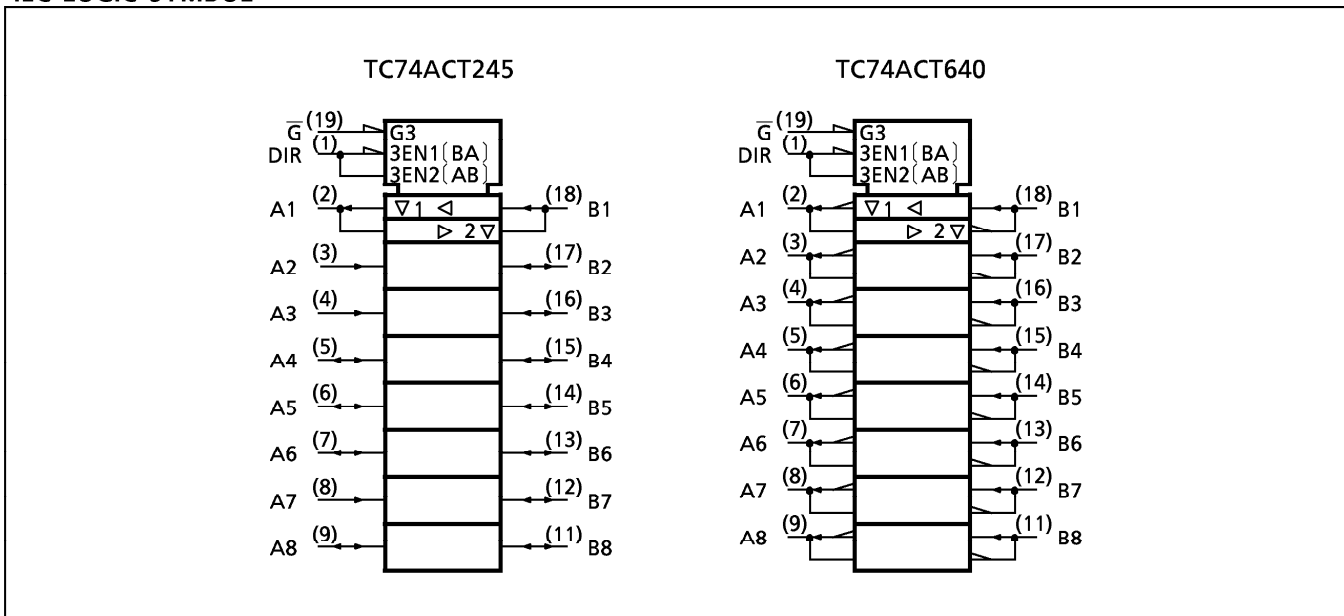 IEC LOGIC SYMBOL
TC74ACT245
G̅ (19) G3
DIR (1) 3EN1[BA]
3EN2[AB]
A1 (2) ▽ 1 ◁ (18) B1
▷ 2 ▽
A2 (3) (17) B2
A3 (4) (16) B3
A4 (5) (15) B4
A5 (6) (14) B5
A6 (7) (13) B6
A7 (8) (12) B7
A8 (9) (11) B8
TC74ACT640
G̅ (19) G3
DIR (1) 3EN1[BA]
3EN2[AB]
A1 (2) ▽ 1 ◁ (18) B1
▷ 2 ▽
A2 (3) (17) B2
A3 (4) (16) B3
A4 (5) (15) B4
A5 (6) (14) B5
A6 (7) (13) B6
A7 (8) (12) B7
A8 (9) (11) B8